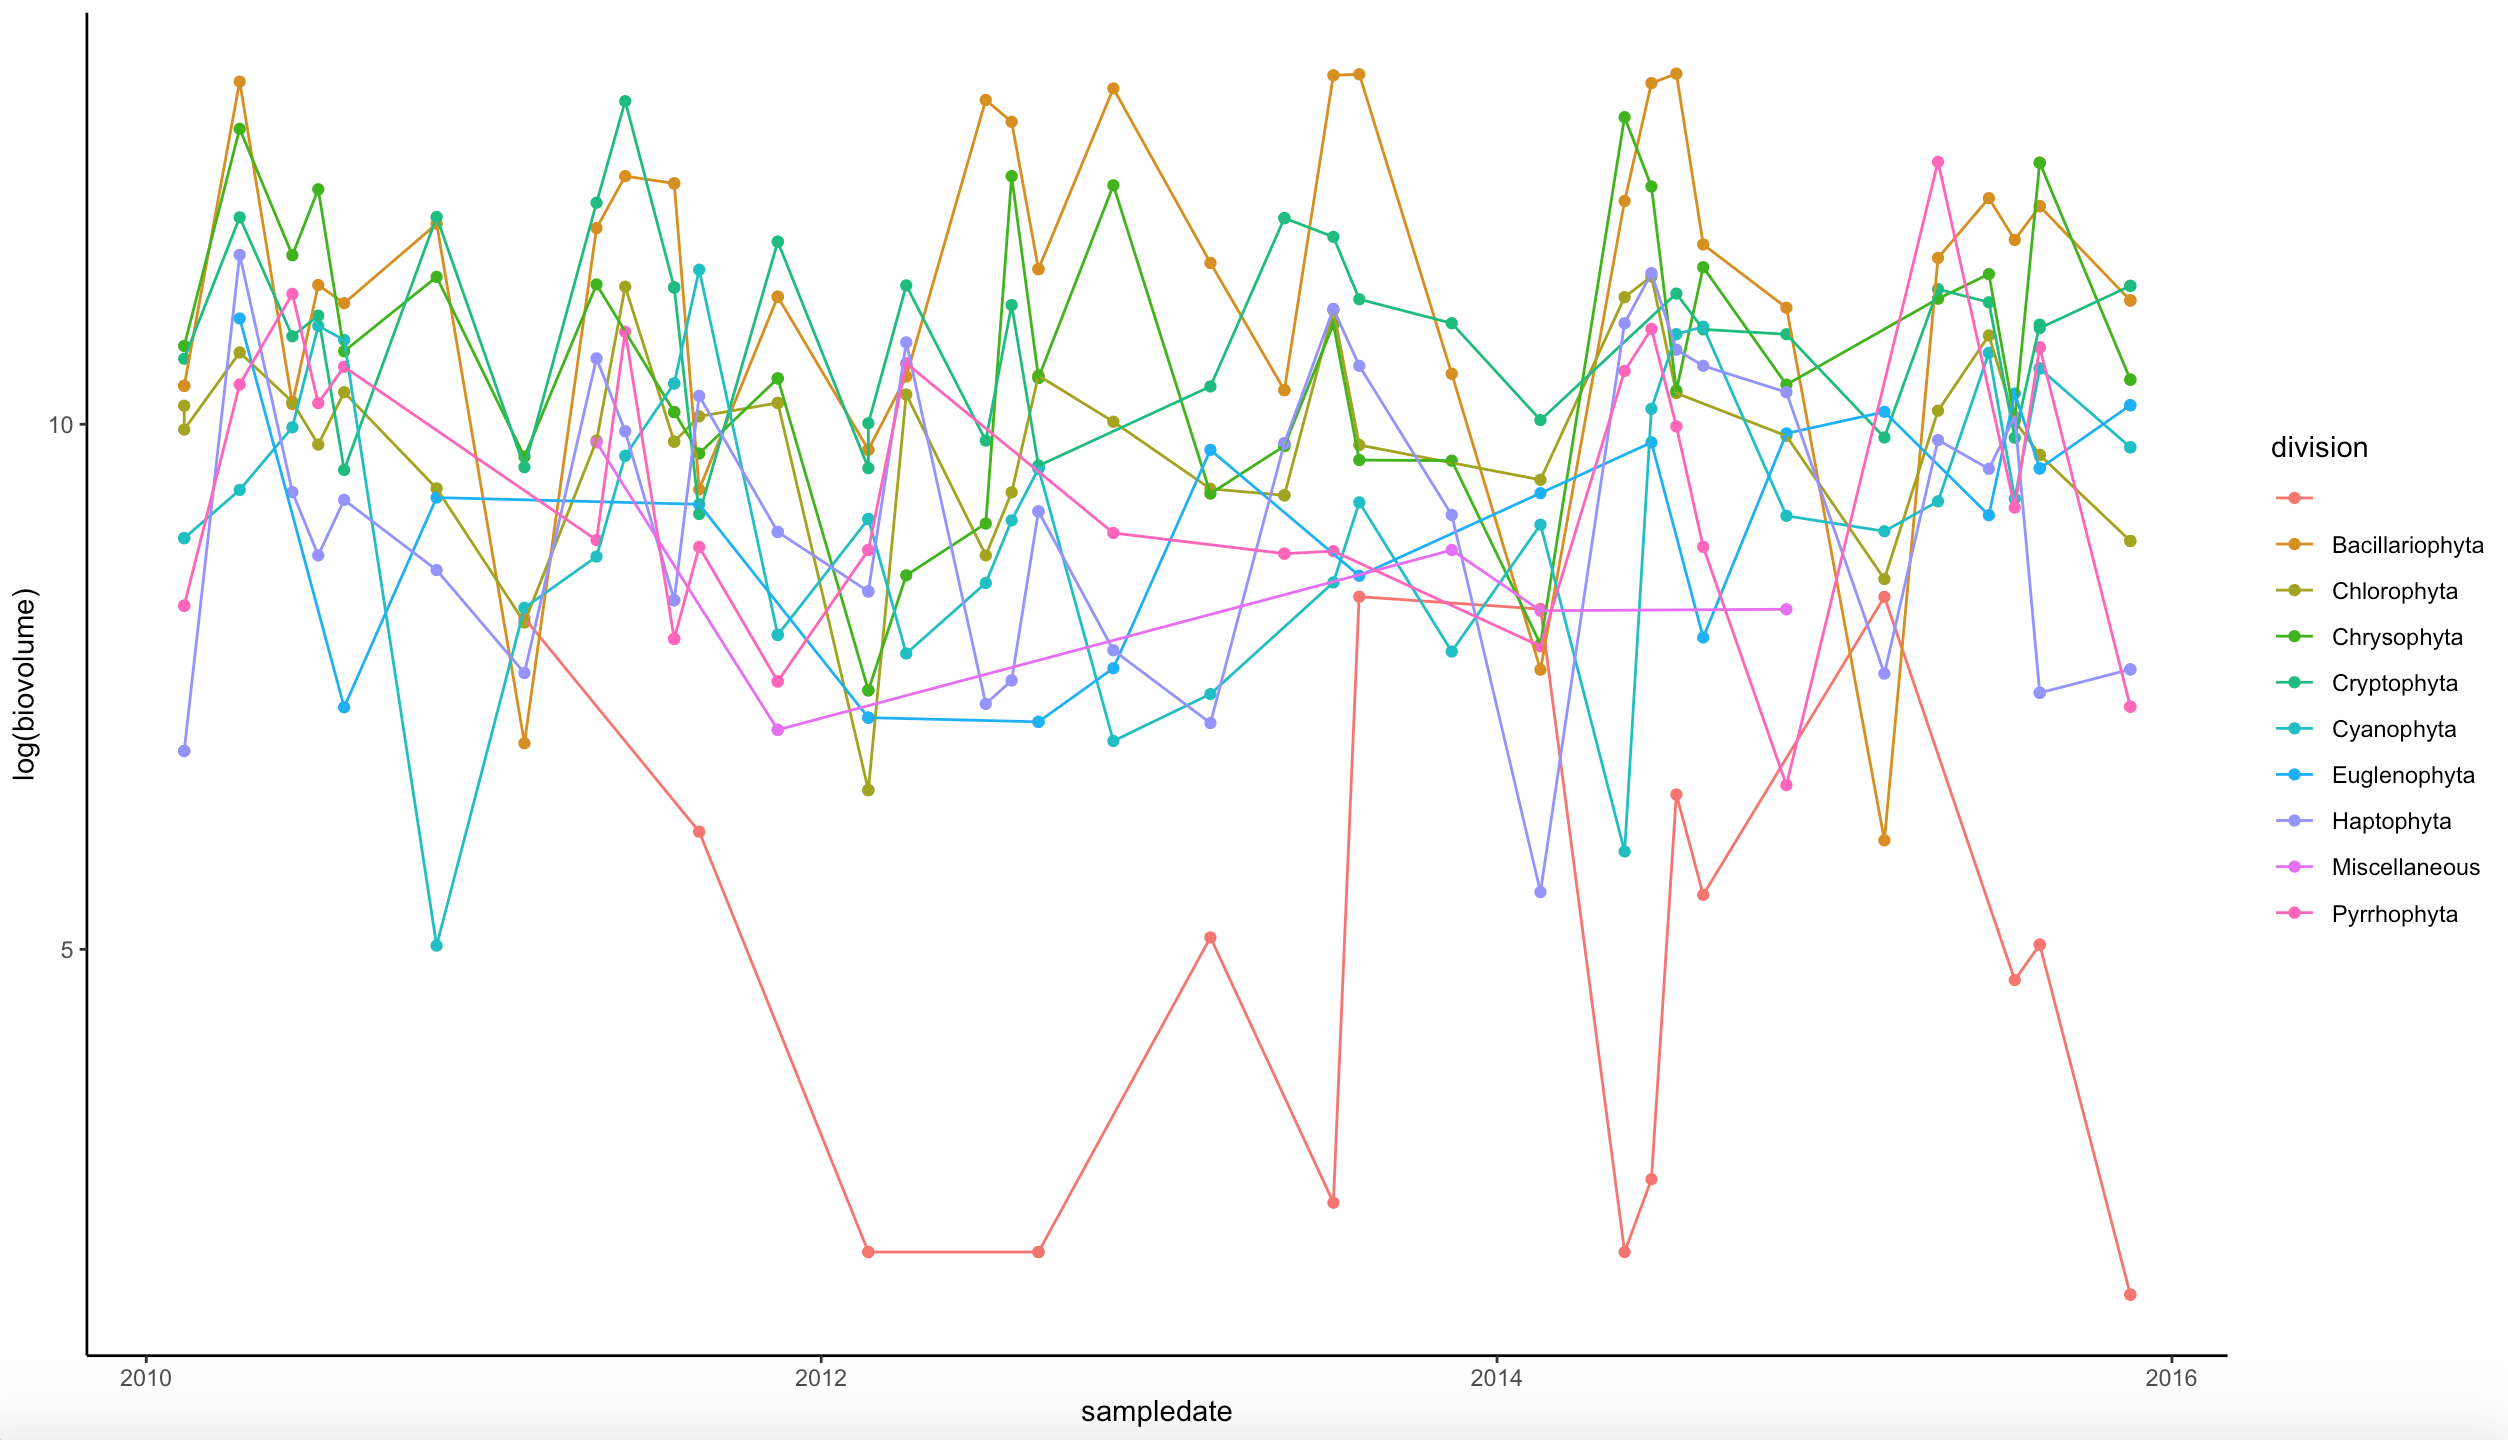 log(biovolume)
10
5
2010
2012
2014
2016
sampledate
division
Bacillariophyta
Chlorophyta
Chrysophyta
Cryptophyta
Cyanophyta
Euglenophyta
Haptophyta
Miscellaneous
Pyrrhophyta